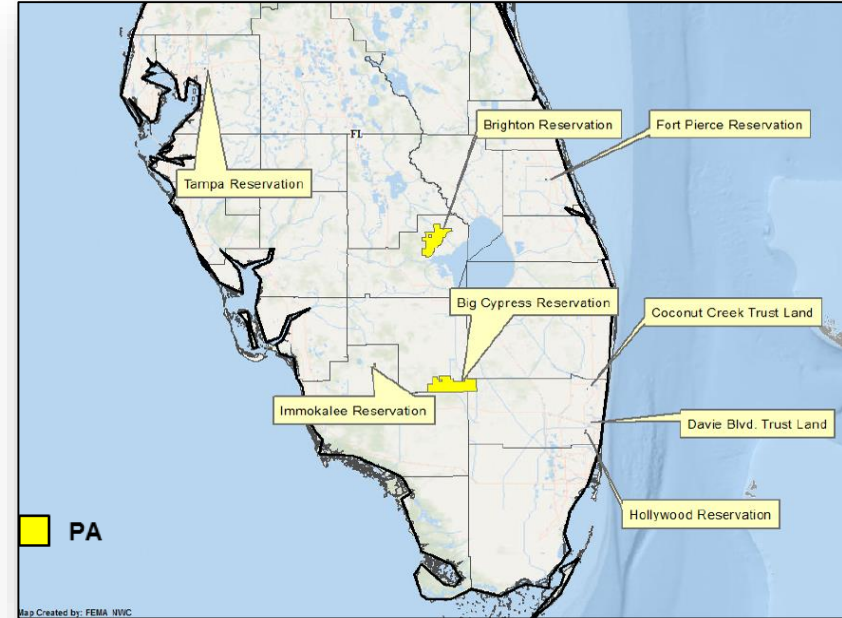 FL
Brighton Reservation
Fort Pierce Reservation
Tampa Reservation
Big Cypress Reservation
Coconut Creek Trust Land
Immokalee Reservation
Davie Blvd. Trust Land
Hollywood Reservation
PA
Map Created by: FEMA NWC